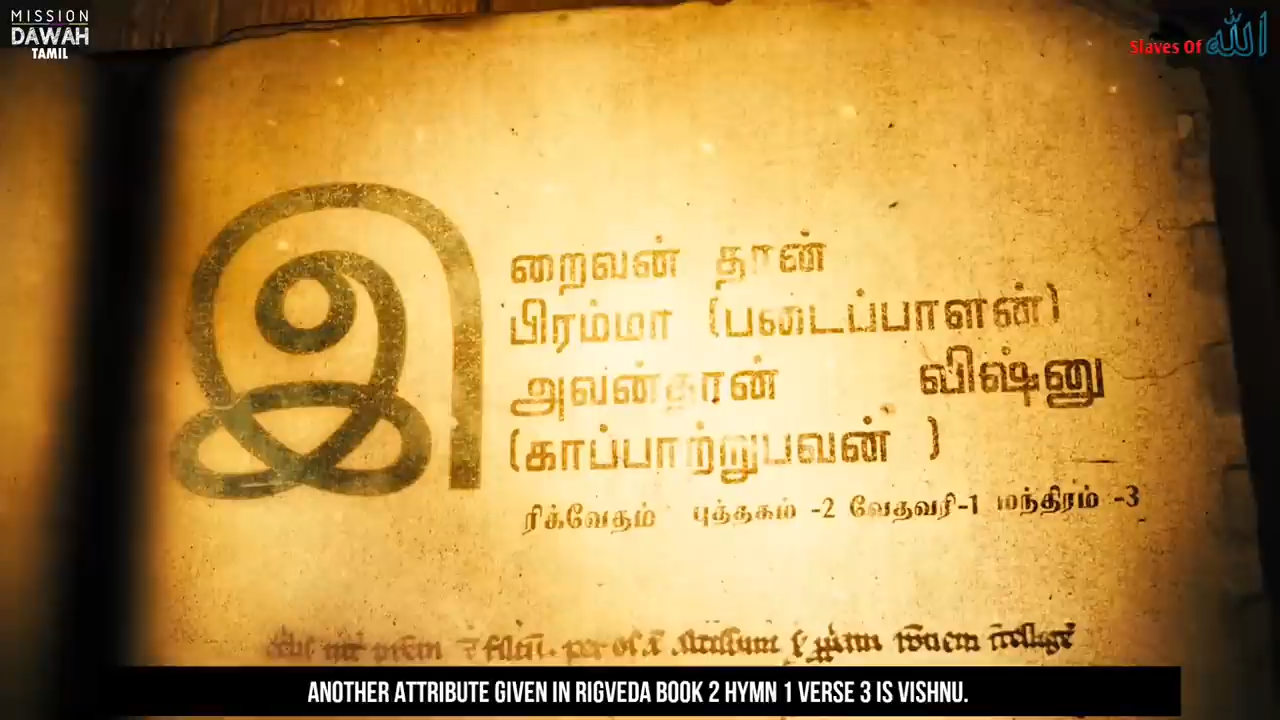 MISSION
DAWAH
TAMIL
Slaves Of الله
இறைவன் தான்
பிரம்மா (படைப்பாளன்)
அவன்தான் விஷ்னு
(காப்பாற்றுபவன் )
ரிக்வேதம் புத்தகம் -2 வேதவரி-1 மந்திரம் -3
ANOTHER ATTRIBUTE GIVEN IN RIGVEDA BOOK 2 HYMN 1 VERSE 3 IS VISHNU.